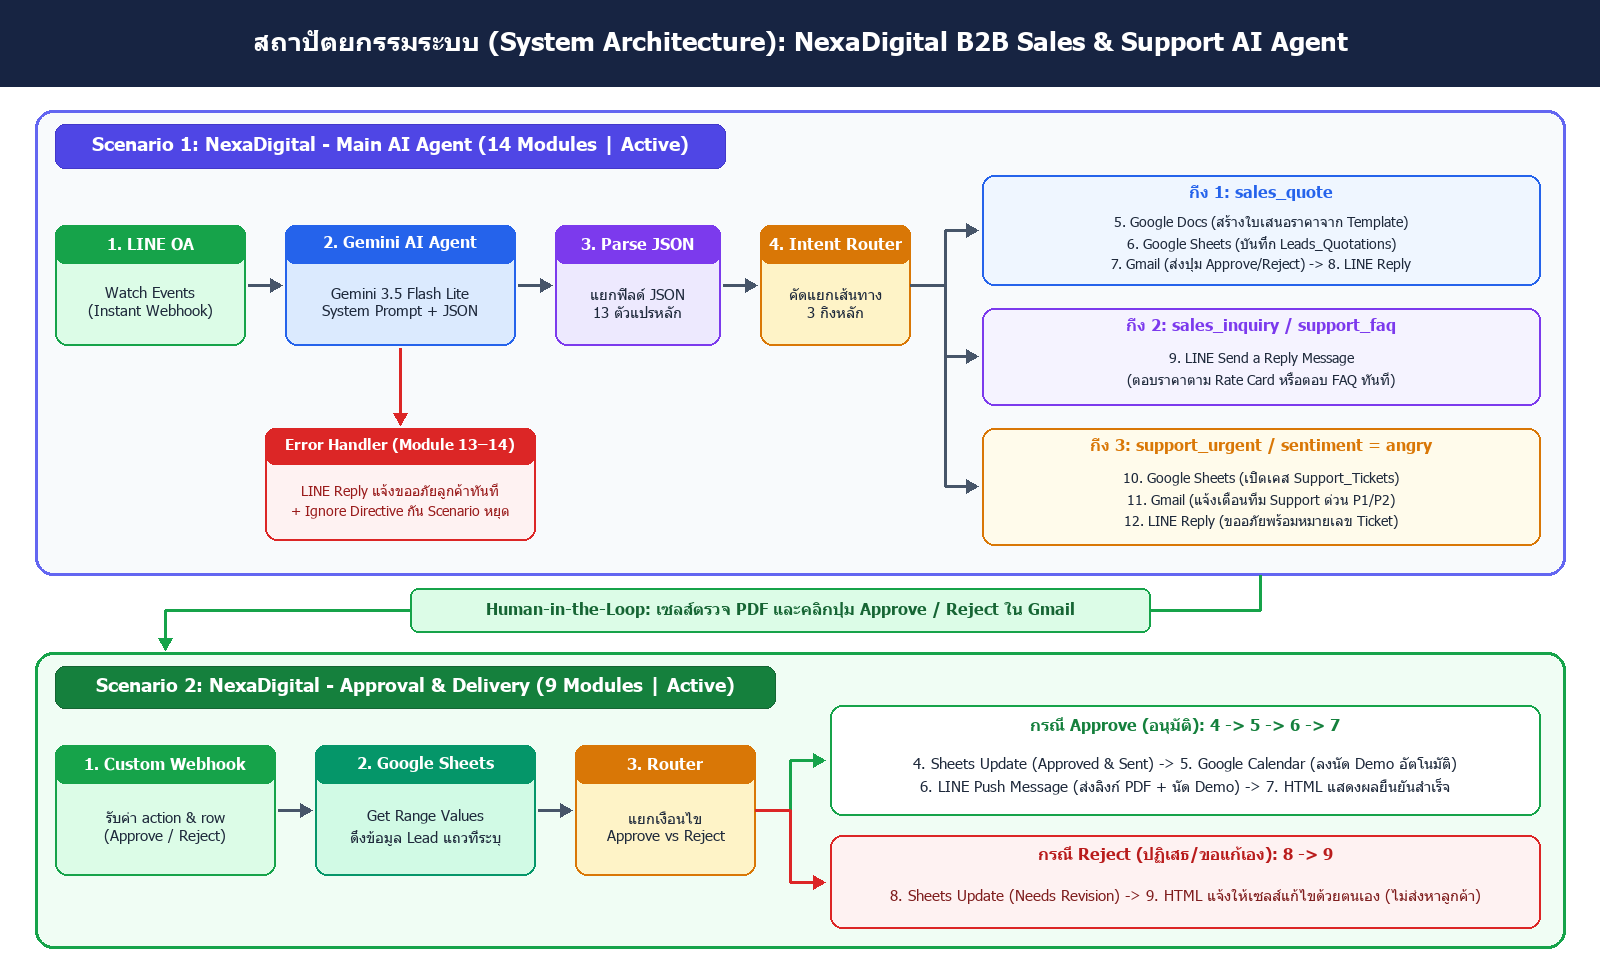 สถาปัตยกรรมระบบ (System Architecture): NexaDigital B2B Sales & Support AI Agent
Scenario 1: NexaDigital - Main AI Agent (14 Modules | Active)
1. LINE OA
Watch Events
(Instant Webhook)
2. Gemini AI Agent
Gemini 3.5 Flash Lite
System Prompt + JSON
3. Parse JSON
แยกฟิลด์ JSON
13 ตัวแปรหลัก
4. Intent Router
คัดแยกเส้นทาง
3 กิ่งหลัก
กิ่ง 1: sales_quote
5. Google Docs (สร้างใบเสนอราคาจาก Template)
6. Google Sheets (บันทึก Leads_Quotations)
7. Gmail (ส่งปุ่ม Approve/Reject) -> 8. LINE Reply
กิ่ง 2: sales_inquiry / support_faq
9. LINE Send a Reply Message
(ตอบราคาตาม Rate Card หรือตอบ FAQ ทันที)
กิ่ง 3: support_urgent / sentiment = angry
10. Google Sheets (เปิดเคส Support_Tickets)
11. Gmail (แจ้งเตือนทีม Support ด่วน P1/P2)
12. LINE Reply (ขออภัยพร้อมหมายเลข Ticket)
Error Handler (Module 13–14)
LINE Reply แจ้งขออภัยลูกค้าทันที
+ Ignore Directive กัน Scenario หยุด
Human-in-the-Loop: เซลส์ตรวจ PDF และคลิกปุ่ม Approve / Reject ใน Gmail
Scenario 2: NexaDigital - Approval & Delivery (9 Modules | Active)
1. Custom Webhook
รับค่า action & row
(Approve / Reject)
2. Google Sheets
Get Range Values
ดึงข้อมูล Lead แถวที่ระบุ
3. Router
แยกเงื่อนไข
Approve vs Reject
กรณี Approve (อนุมัติ): 4 -> 5 -> 6 -> 7
4. Sheets Update (Approved & Sent) -> 5. Google Calendar (ลงนัด Demo อัตโนมัติ)
6. LINE Push Message (ส่งลิงก์ PDF + นัด Demo) -> 7. HTML แสดงผลยืนยันสำเร็จ
กรณี Reject (ปฏิเสธ/ขอแก้เอง): 8 -> 9
8. Sheets Update (Needs Revision) -> 9. HTML แจ้งให้เซลส์แก้ไขด้วยตนเอง (ไม่ส่งหาลูกค้า)